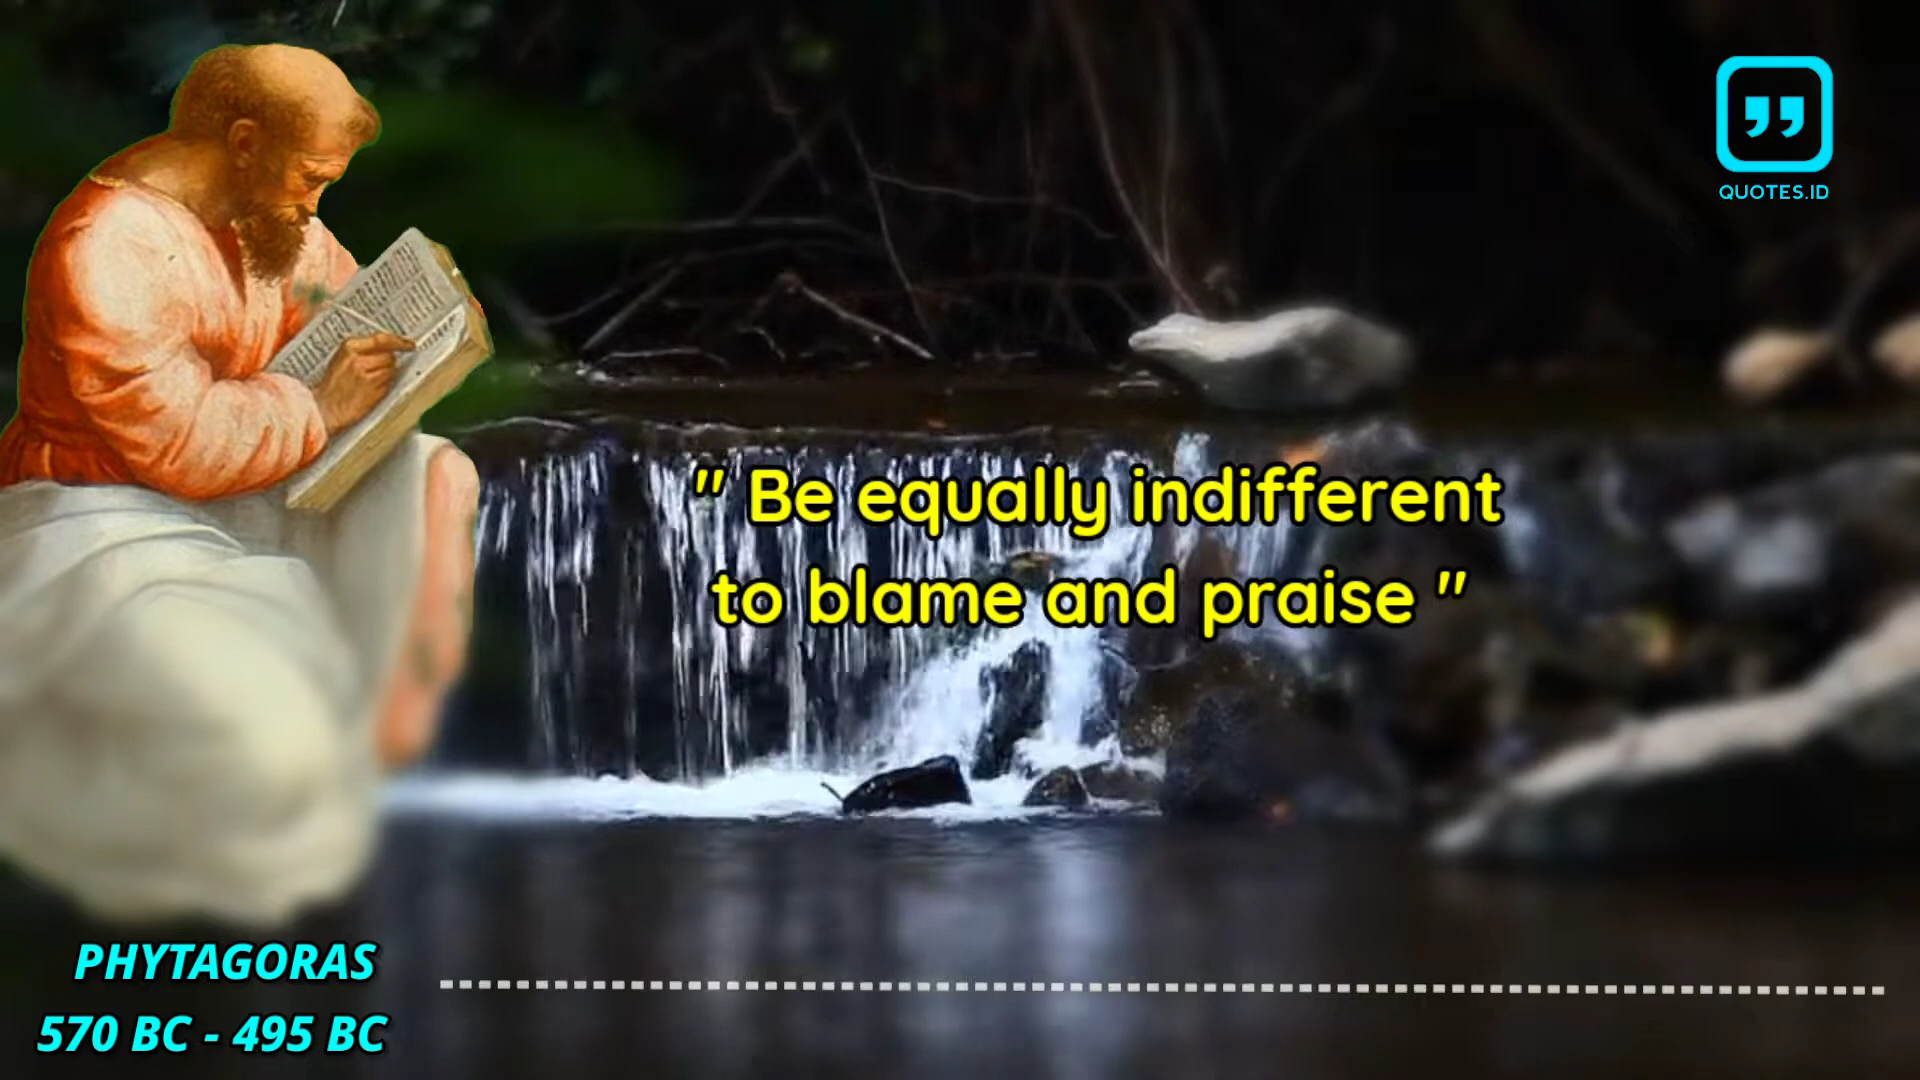 QUOTES.ID
" Be equally indifferent
to blame and praise "
PHYTAGORAS
570 BC - 495 BC